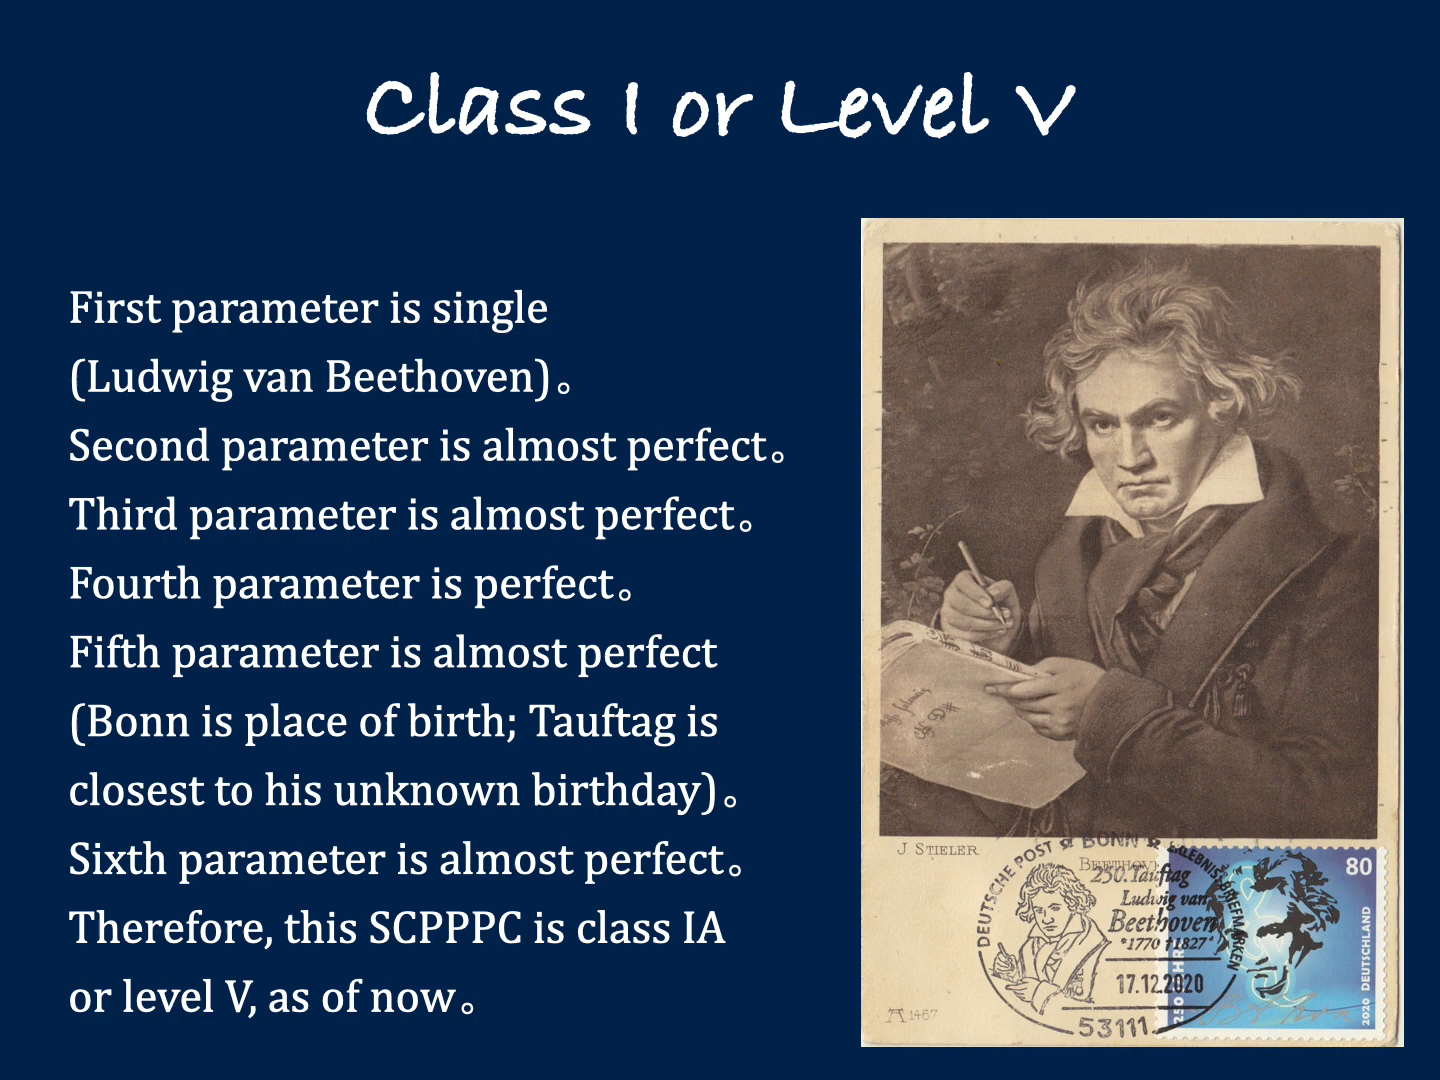 Class I or Level V
First parameter is single
(Ludwig van Beethoven)。
Second parameter is almost perfect。
Third parameter is almost perfect。
Fourth parameter is perfect。
Fifth parameter is almost perfect
(Bonn is place of birth; Tauftag is
closest to his unknown birthday)。
Sixth parameter is almost perfect。
Therefore, this SCPPPC is class IA
or level V, as of now。
J. STIELER
DEUTSCHE POST BONN ERLEBNIS:BRIEFMARKEN
250. Tauftag
Ludwig van
Beethoven
*1770 †1827
17.12.2020
53111
80
2020 DEUTSCHLAND
1467